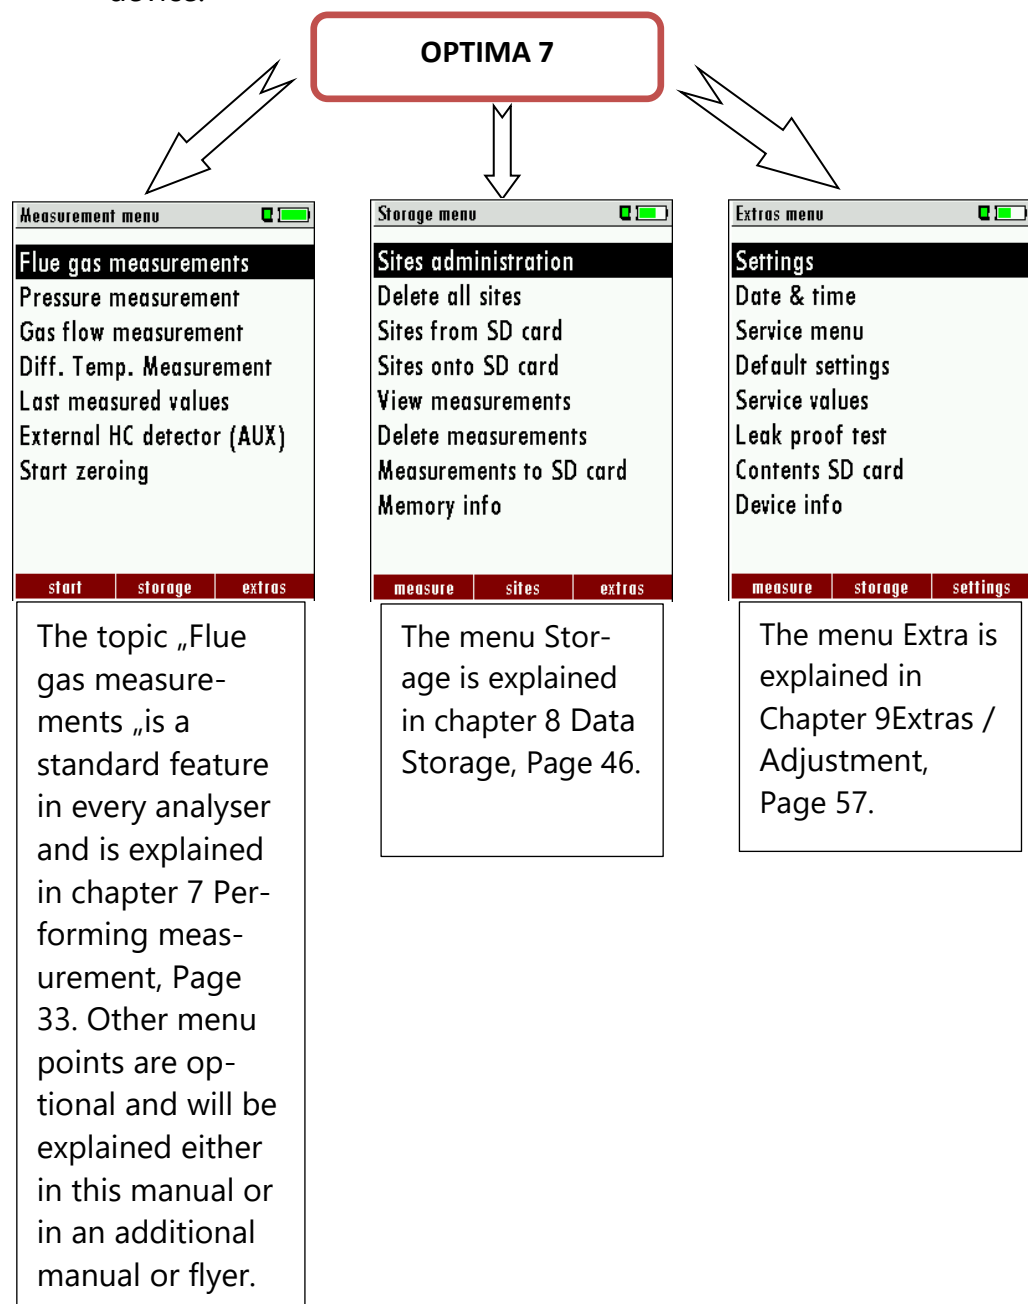 device.
OPTIMA 7
Measurement menu
Flue gas measurements
Pressure measurement
Gas flow measurement
Diff. Temp. Measurement
Last measured values
External HC detector (AUX)
Start zeroing
start storage extras
The topic „Flue
gas measure-
ments „is a
standard feature
in every analyser
and is explained
in chapter 7 Per-
forming meas-
urement, Page
33. Other menu
points are op-
tional and will be
explained either
in this manual or
in an additional
manual or flyer.
Storage menu
Sites administration
Delete all sites
Sites from SD card
Sites onto SD card
View measurements
Delete measurements
Measurements to SD card
Memory info
measure sites extras
The menu Stor-
age is explained
in chapter 8 Data
Storage, Page 46.
Extras menu
Settings
Date & time
Service menu
Default settings
Service values
Leak proof test
Contents SD card
Device info
measure storage settings
The menu Extra is
explained in
Chapter 9Extras /
Adjustment,
Page 57.